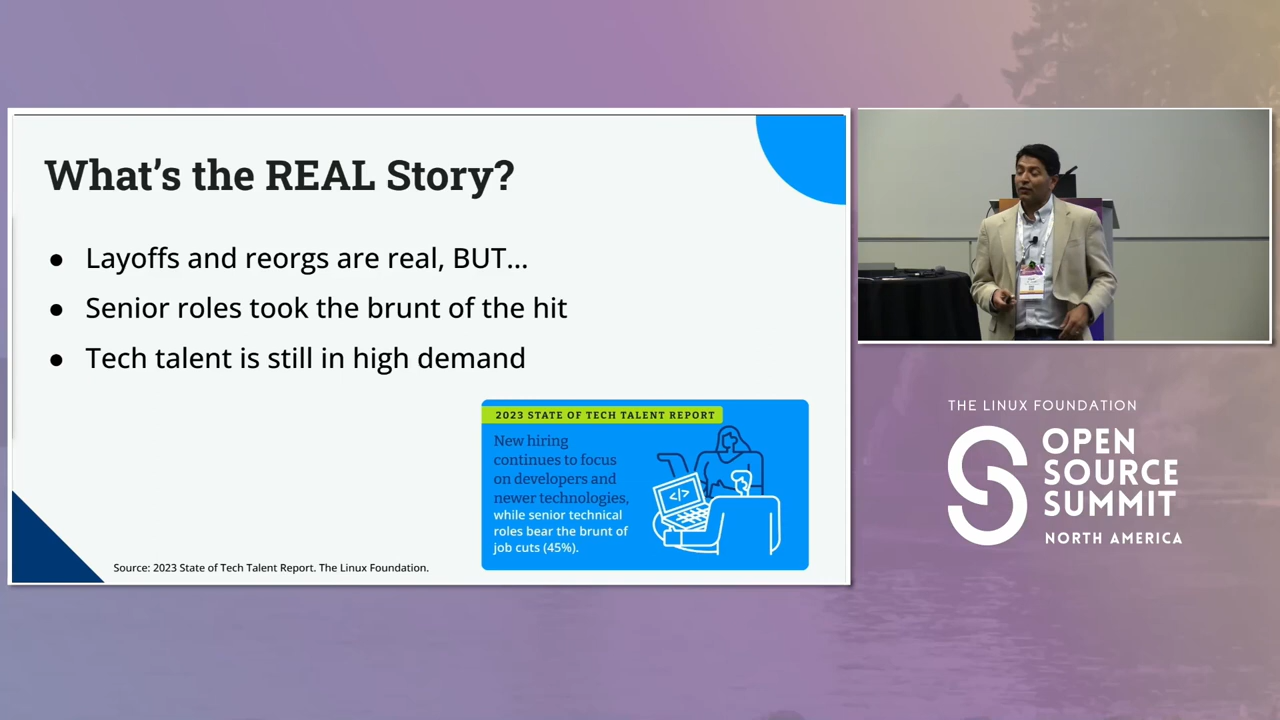 What's the REAL Story?
● Layoffs and reorgs are real, BUT...
● Senior roles took the brunt of the hit
● Tech talent is still in high demand
2023 STATE OF TECH TALENT REPORT
New hiring
continues to focus
on developers and
newer technologies,
while senior technical
roles bear the brunt of
job cuts (45%).
</>
Source: 2023 State of Tech Talent Report. The Linux Foundation.
THE LINUX FOUNDATION
OPEN
SOURCE
SUMMIT
NORTH AMERICA